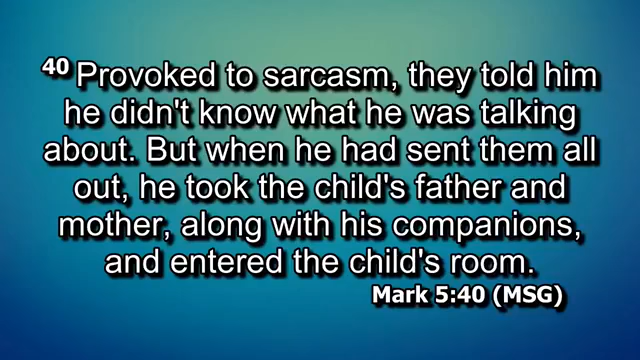 40 Provoked to sarcasm, they told him
he didn't know what he was talking
about. But when he had sent them all
out, he took the child's father and
mother, along with his companions,
and entered the child's room.
Mark 5:40 (MSG)